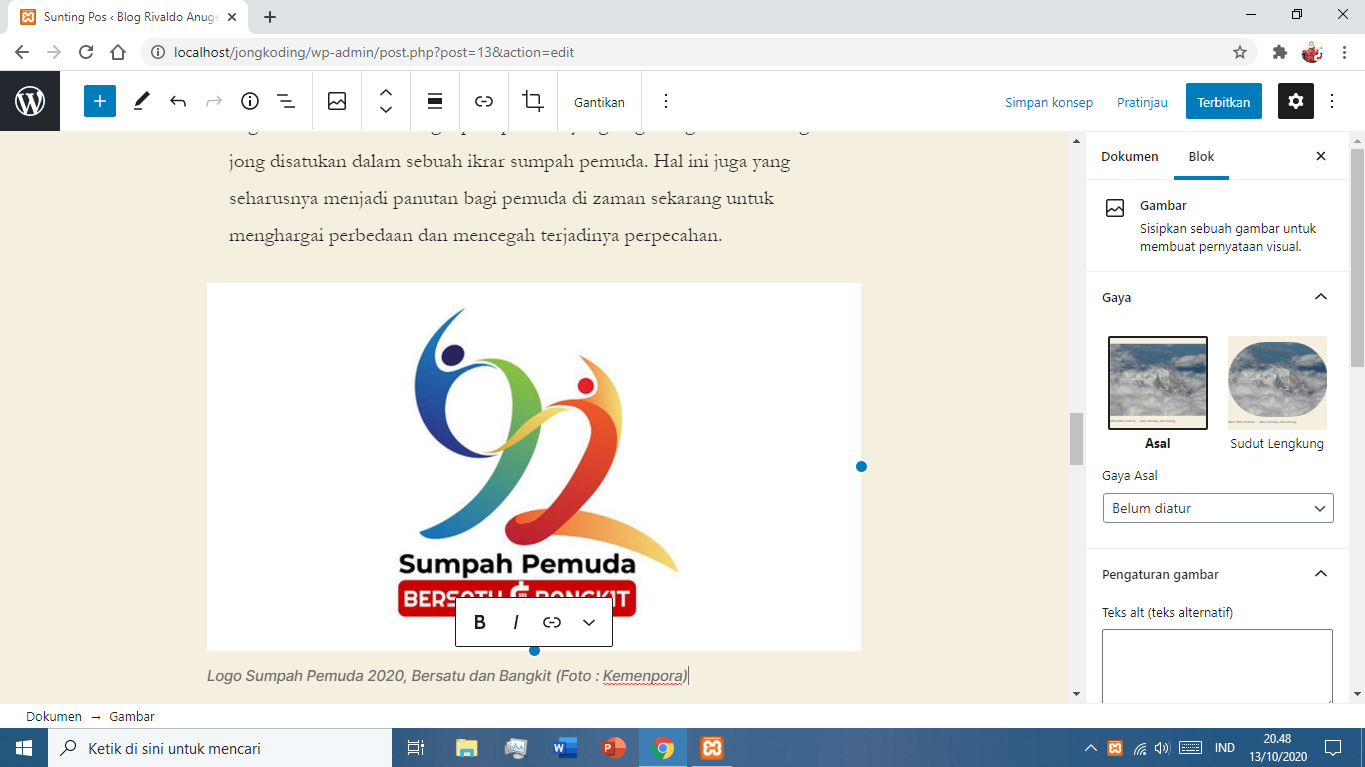 Sunting Pos ‹ Blog Rivaldo Anuge
localhost/jongkoding/wp-admin/post.php?post=13&action=edit
Gantikan
Simpan konsep
Pratinjau
Terbitkan
jong disatukan dalam sebuah ikrar sumpah pemuda. Hal ini juga yang
seharusnya menjadi panutan bagi pemuda di zaman sekarang untuk
menghargai perbedaan dan mencegah terjadinya perpecahan.
92
Sumpah Pemuda
BERSATU BANGKIT
B I
Logo Sumpah Pemuda 2020, Bersatu dan Bangkit (Foto : Kemenpora)
Dokumen
Blok
Gambar
Sisipkan sebuah gambar untuk
membuat pernyataan visual.
Gaya
Asal
Sudut Lengkung
Gaya Asal
Belum diatur
Pengaturan gambar
Teks alt (teks alternatif)
Dokumen → Gambar
Ketik di sini untuk mencari
IND
20.48
13/10/2020